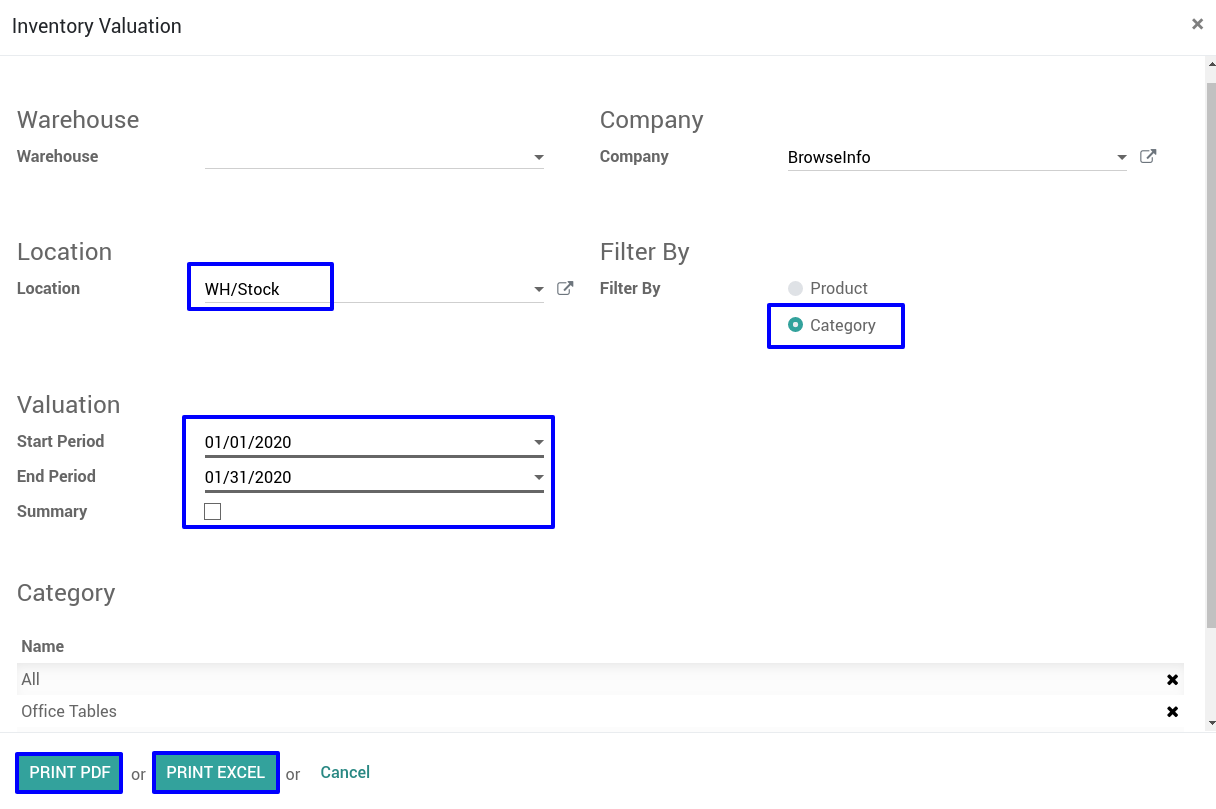 Inventory Valuation
Warehouse
Warehouse
Company
Company BrowseInfo
Location
Location WH/Stock
Filter By
Filter By Product
Category
Valuation
Start Period 01/01/2020
End Period 01/31/2020
Summary
Category
Name
All
Office Tables
PRINT PDF or PRINT EXCEL or Cancel